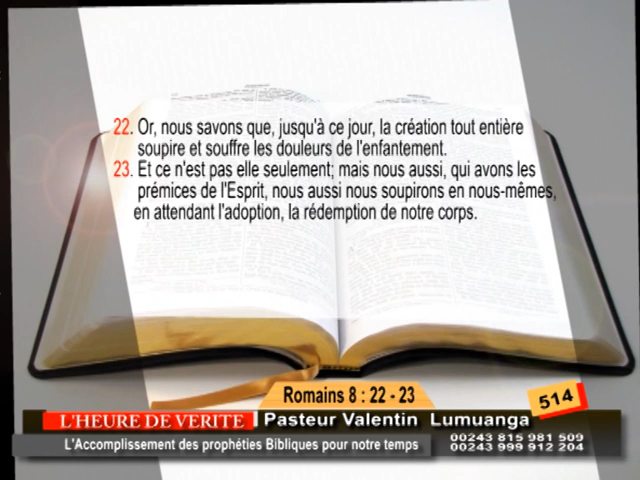 22. Or, nous savons que, jusqu'à ce jour, la création tout entière
soupire et souffre les douleurs de l'enfantement.
23. Et ce n'est pas elle seulement; mais nous aussi, qui avons les
prémices de l'Esprit, nous aussi nous soupirons en nous-mêmes,
en attendant l'adoption, la rédemption de notre corps.
Romains 8 : 22 - 23
514
L'HEURE DE VERITE Pasteur Valentin Lumuanga
L'Accomplissement des prophéties Bibliques pour notre temps
00243 815 981 509
00243 999 912 204